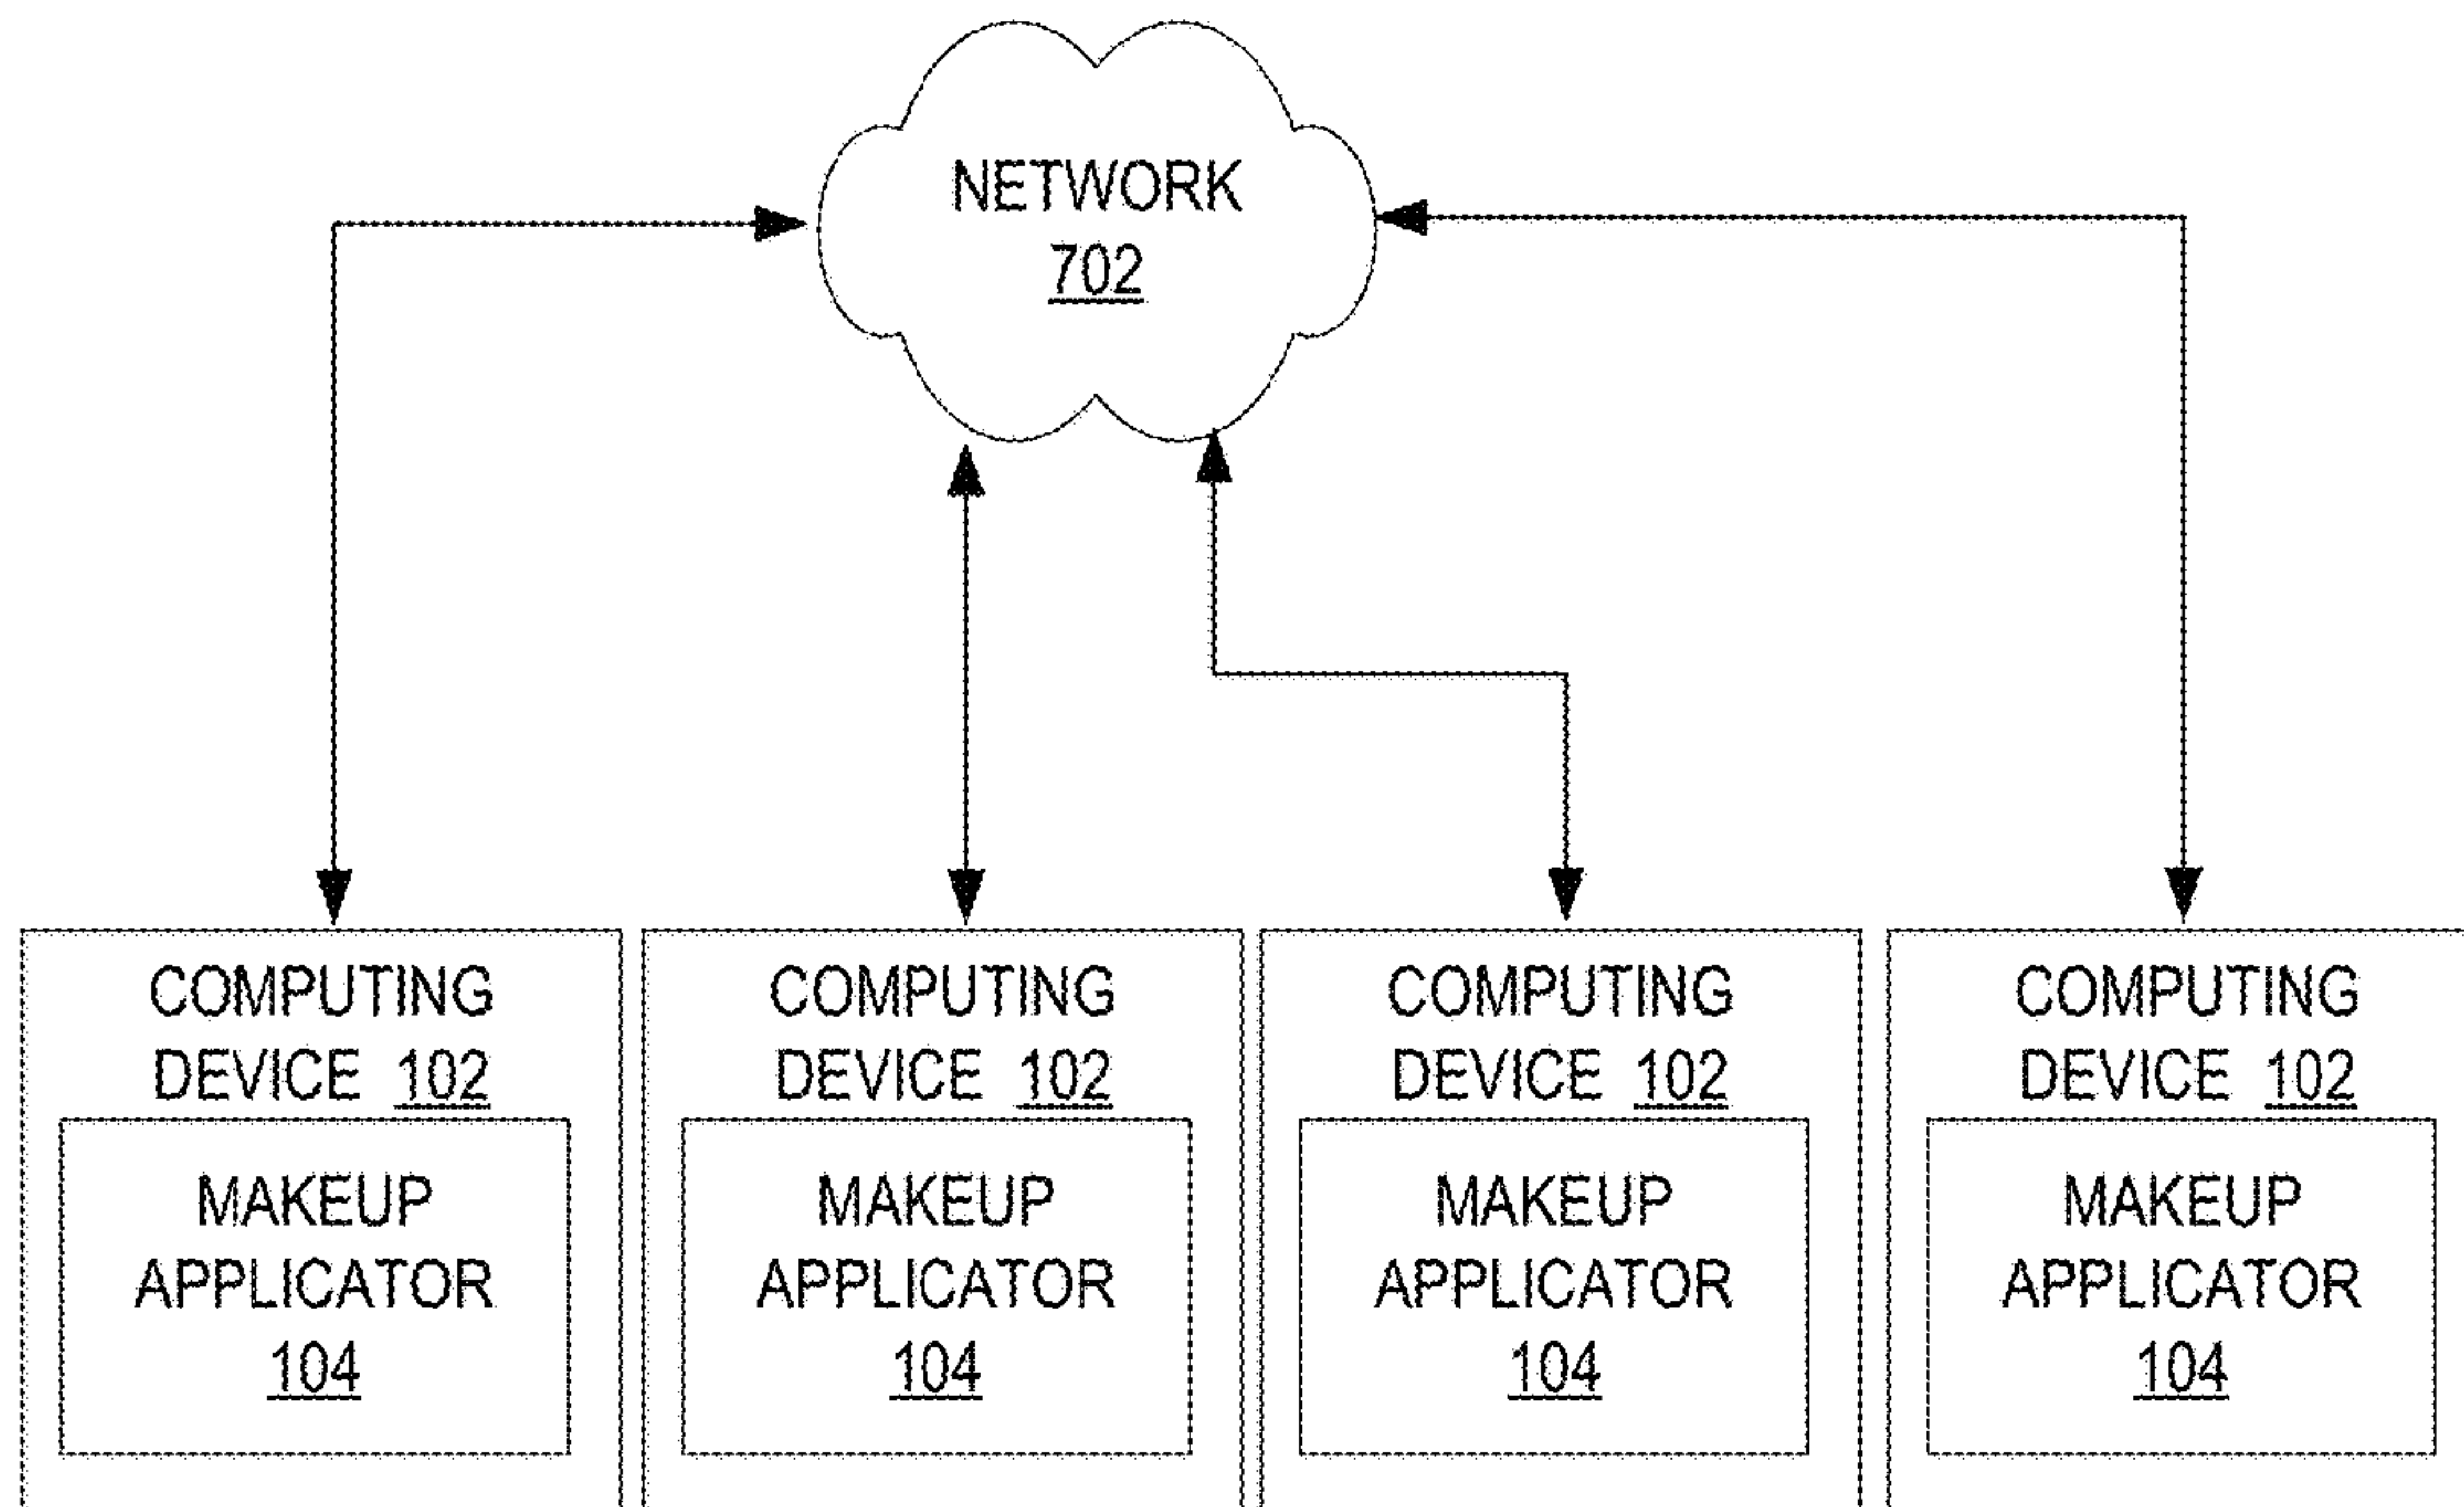 NETWORK
702
COMPUTING
DEVICE 102
MAKEUP
APPLICATOR
104
COMPUTING
DEVICE 102
MAKEUP
APPLICATOR
104
COMPUTING
DEVICE 102
MAKEUP
APPLICATOR
104
COMPUTING
DEVICE 102
MAKEUP
APPLICATOR
104